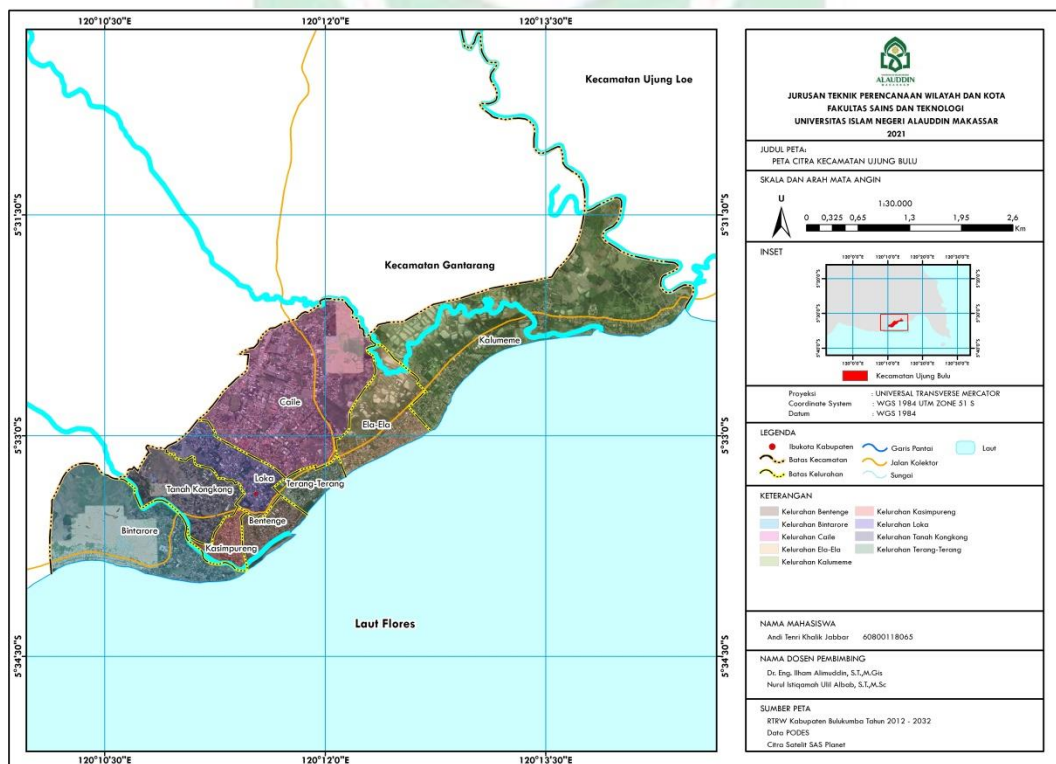 120°10'30"E 120°12'0"E 120°13'30"E
Kecamatan Ujung Loe
5°31'30"S 5°31'30"S
Kecamatan Gantarang
Kalumeme
Caile
Ela-Ela
5°33'0"S 5°33'0"S
Loka
Terang-Terang
Tanah Kongkong
Bentenge
Bintarore
Kasimpureng
Laut Flores
5°34'30"S 5°34'30"S
120°10'30"E 120°12'0"E 120°13'30"E
ALAUDDIN
MAKASSAR
JURUSAN TEKNIK PERENCANAAN WILAYAH DAN KOTA
FAKULTAS SAINS DAN TEKNOLOGI
UNIVERSITAS ISLAM NEGERI ALAUDDIN MAKASSAR
2021
JUDUL PETA:
PETA CITRA KECAMATAN UJUNG BULU
SKALA DAN ARAH MATA ANGIN
U
1:30.000
0 0,325 0,65 1,3 1,95 2,6
Km
INSET
Kecamatan Ujung Bulu
Proyeksi : UNIVERSAL TRANSVERSE MERCATOR
Coordinate System : WGS 1984 UTM ZONE 51 S
Datum : WGS 1984
LEGENDA
Ibukota Kabupaten Garis Pantai Laut
Batas Kecamatan Jalan Kolektor
Batas Kelurahan Sungai
KETERANGAN
Kelurahan Bentenge Kelurahan Kasimpureng
Kelurahan Bintarore Kelurahan Loka
Kelurahan Caile Kelurahan Tanah Kongkong
Kelurahan Ela-Ela Kelurahan Terang-Terang
Kelurahan Kalumeme
NAMA MAHASISWA
Andi Tenri Khalik Jabbar 60800118065
NAMA DOSEN PEMBIMBING
Dr. Eng. Ilham Alimuddin, S.T.,M.Gis
Nurul Istiqamah Ulil Albab, S.T.,M.Sc
SUMBER PETA
RTRW Kabupaten Bulukumba Tahun 2012 - 2032
Data PODES
Citra Satelit SAS Planet